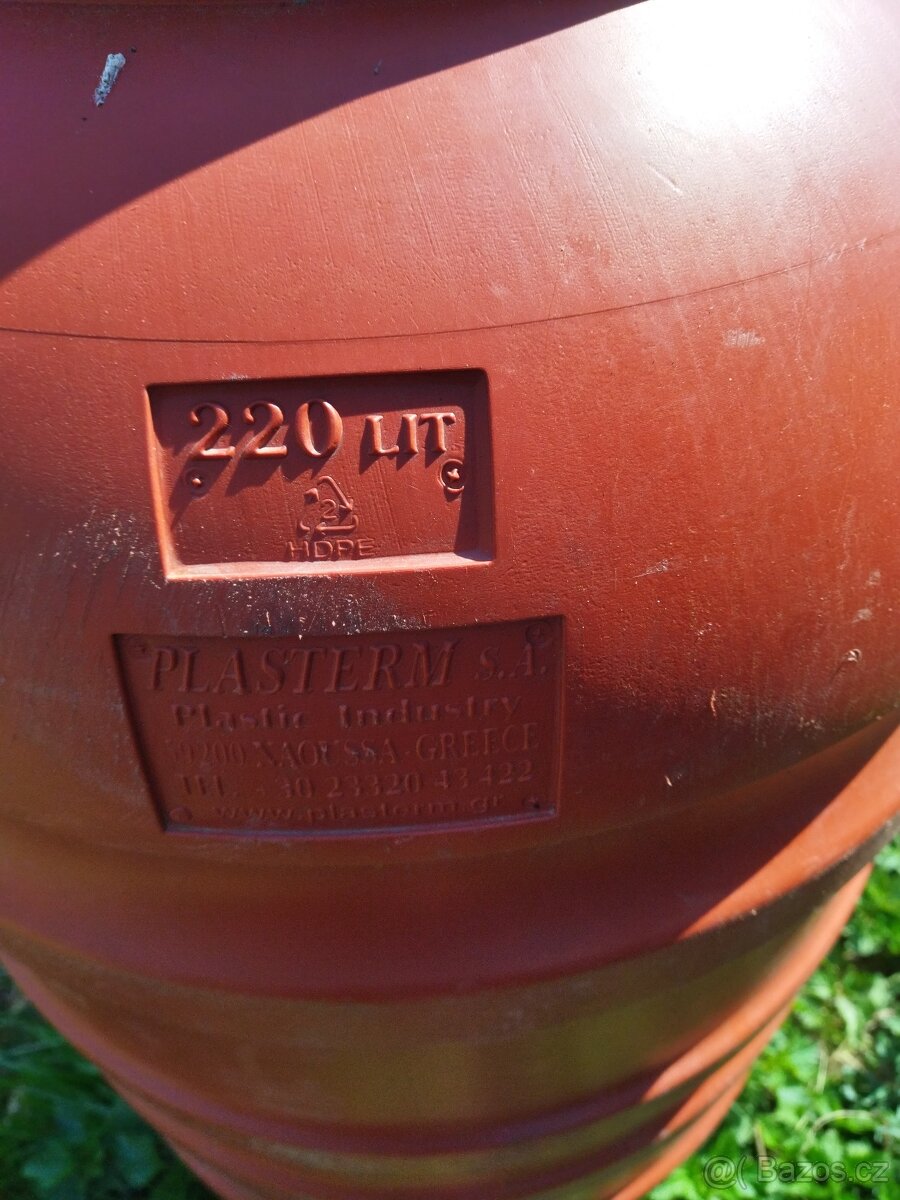 220 LIT
2
HDPE
PLASTERM S.A.
Plastic Industry
59200 NAOUSSA - GREECE
TEL. +30 23320 43 422
www.plasterm.gr
@( Bazos.cz